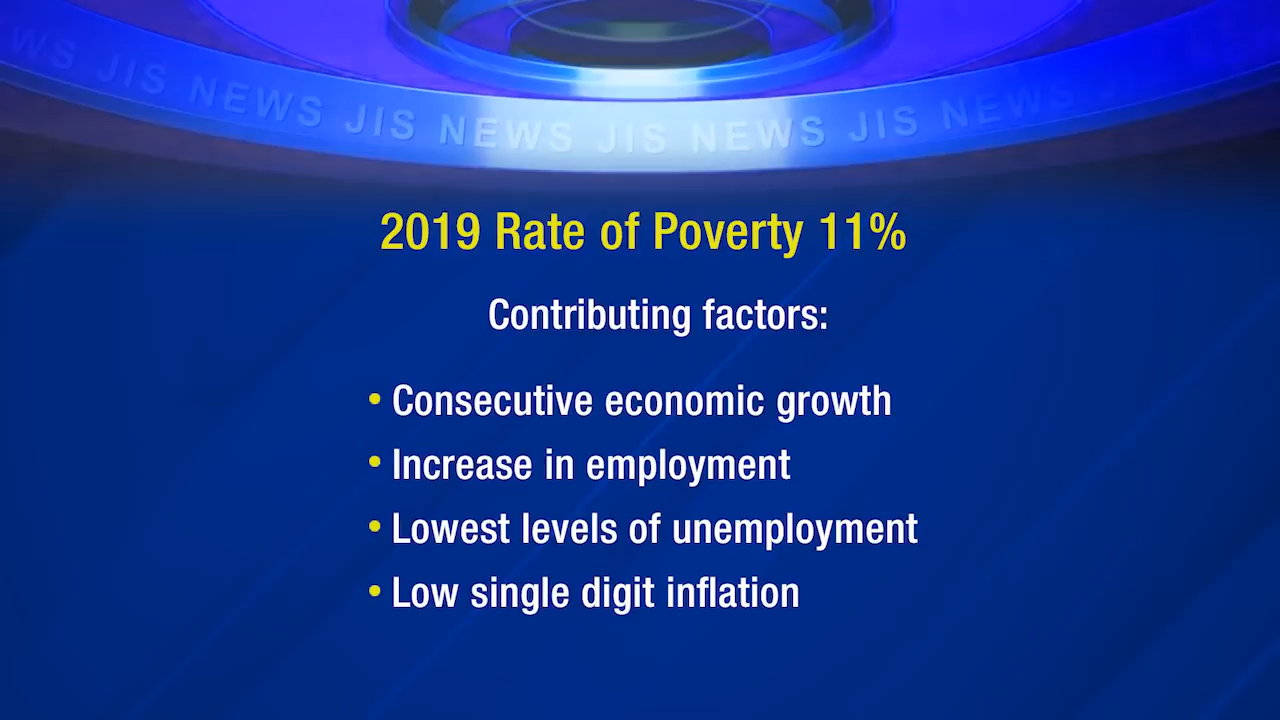 WS JIS NEWS JIS NEWS JIS NEWS JIS NEWS
2019 Rate of Poverty 11%
Contributing factors:
• Consecutive economic growth
• Increase in employment
• Lowest levels of unemployment
• Low single digit inflation